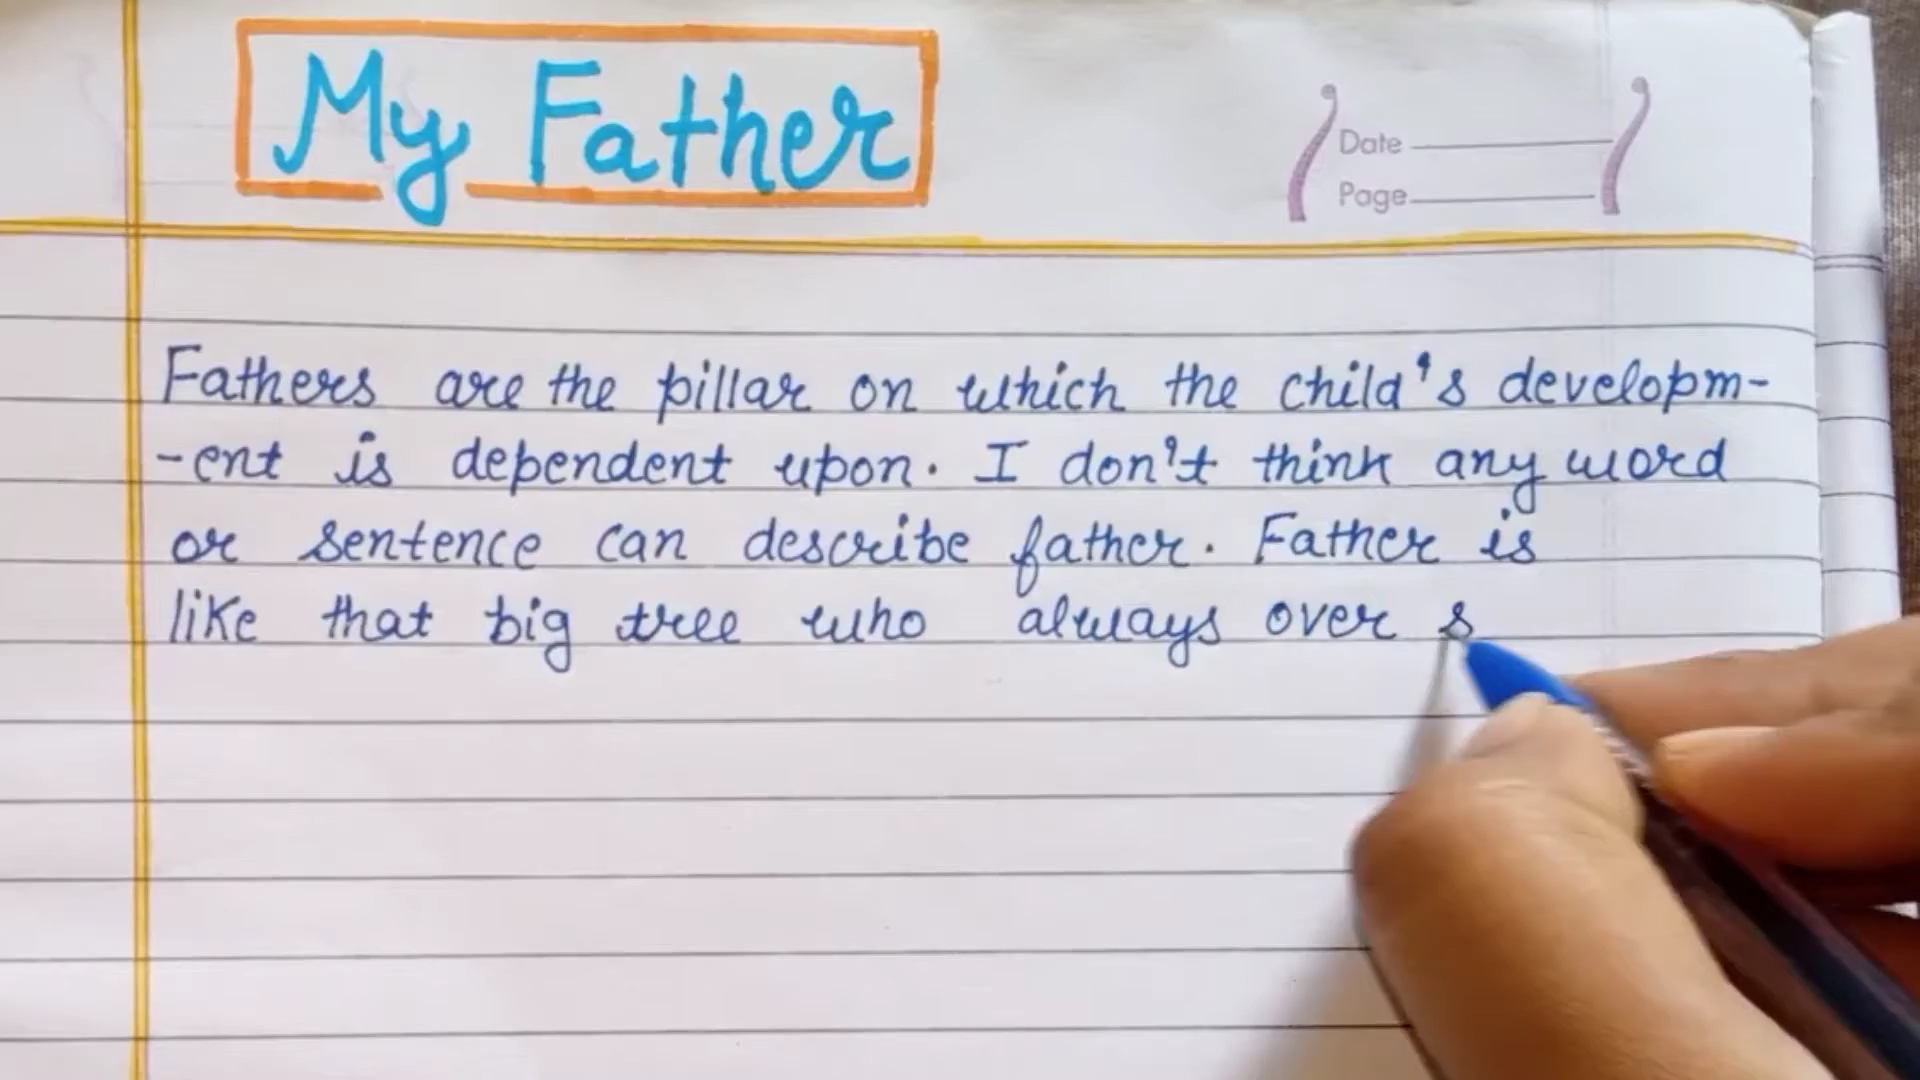 My Father
Date
Page
Fathers are the pillar on which the child's developm-
-ent is dependent upon. I don't think any word
or sentence can describe father. Father is
like that big tree who always over s